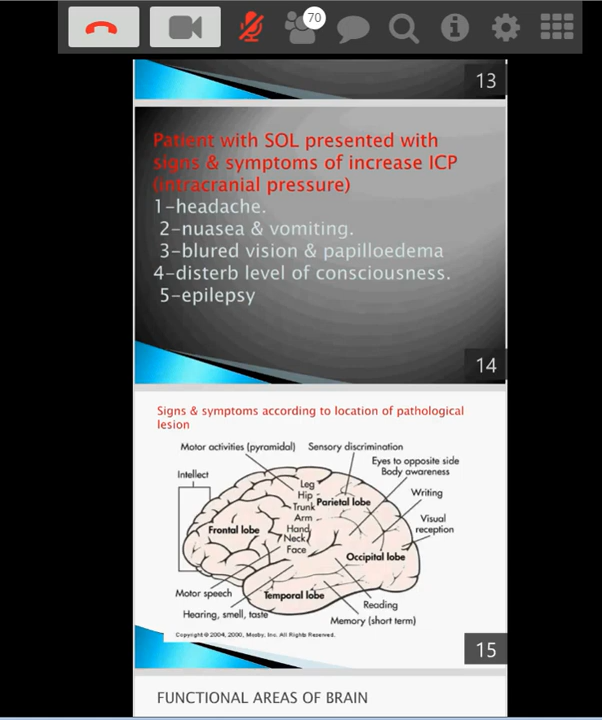 70
13
Patient with SOL presented with
signs & symptoms of increase ICP
(intracranial pressure)
1-headache.
2-nuasea & vomiting.
3-blured vision & papilloedema
4-disterb level of consciousness.
5-epilepsy
14
Signs & symptoms according to location of pathological
lesion
Motor activities (pyramidal) Sensory discrimination
Eyes to opposite side
Body awareness
Intellect
Writing
Leg
Hip
Parietal lobe
Trunk
Arm
Visual
reception
Frontal lobe
Hand
Neck
Face
Occipital lobe
Motor speech
Temporal lobe
Reading
Hearing, smell, taste
Memory (short term)
Copyright © 2004, 2000, Mosby, Inc. All Rights Reserved.
15
FUNCTIONAL AREAS OF BRAIN